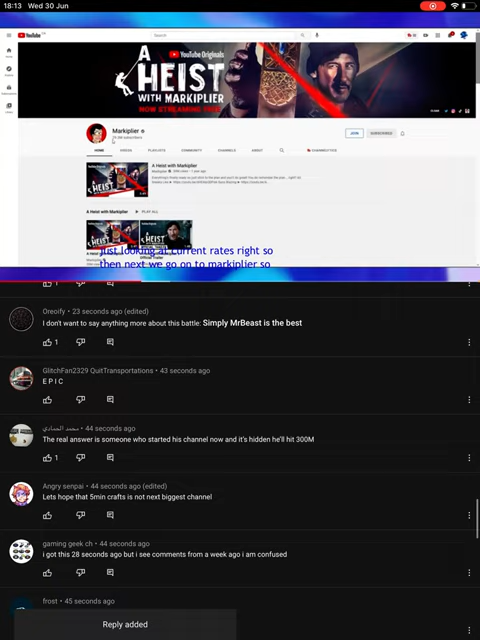 18:13 Wed 30 Jun
YouTube
Search
YouTube Originals
A
HEIST
WITH MARKIPLIER
NOW STREAMING FREE
Markiplier
JOIN
SUBSCRIBED
HOME VIDEOS PLAYLISTS COMMUNITY CHANNELS ABOUT
A Heist with Markiplier
A Heist with Markiplier PLAY ALL
just looking at current rates right so
then next we go on to markiplier so
1
Oreoify • 23 seconds ago (edited)
I don't want to say anything more about this battle: Simply MrBeast is the best
1
GlitchFan2329 QuitTransportations • 43 seconds ago
E P I C
محمد الحمادي • 44 seconds ago
The real answer is someone who started his channel now and it's hidden he'll hit 300M
1
Angry senpai • 44 seconds ago (edited)
Lets hope that 5min crafts is not next biggest channel
gaming geek ch • 44 seconds ago
i got this 28 seconds ago but i see comments from a week ago i am confused
frost • 45 seconds ago
Reply added